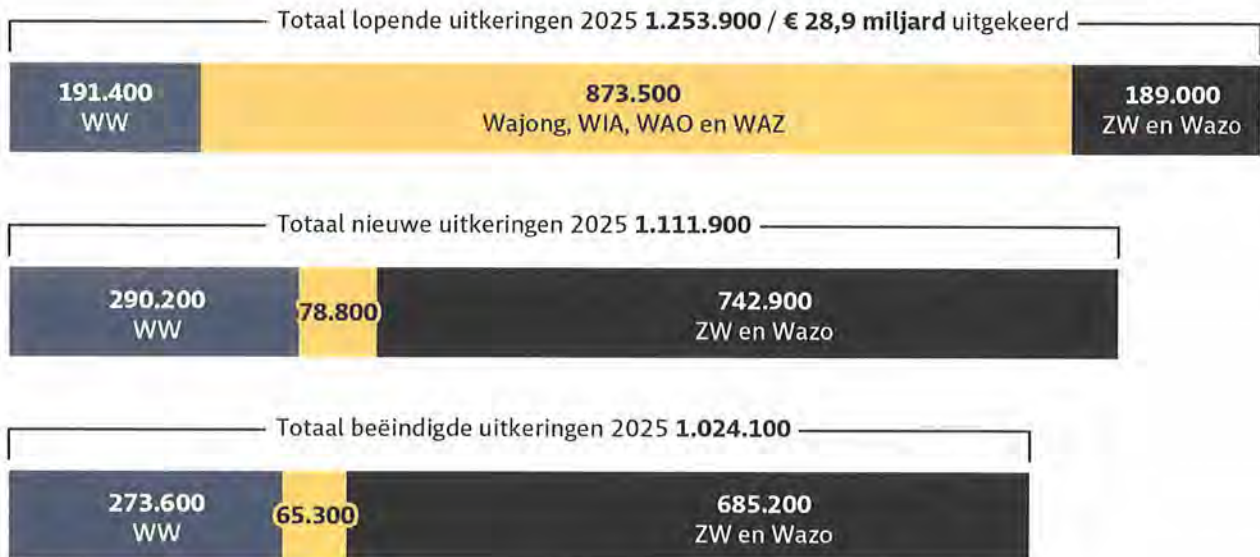 Totaal lopende uitkeringen 2025 1.253.900 / € 28,9 miljard uitgekeerd
191.400
WW
873.500
Wajong, WIA, WAO en WAZ
189.000
ZW en Wazo
Totaal nieuwe uitkeringen 2025 1.111.900
290.200
WW
78.800
742.900
ZW en Wazo
Totaal beëindigde uitkeringen 2025 1.024.100
273.600
WW
65.300
685.200
ZW en Wazo